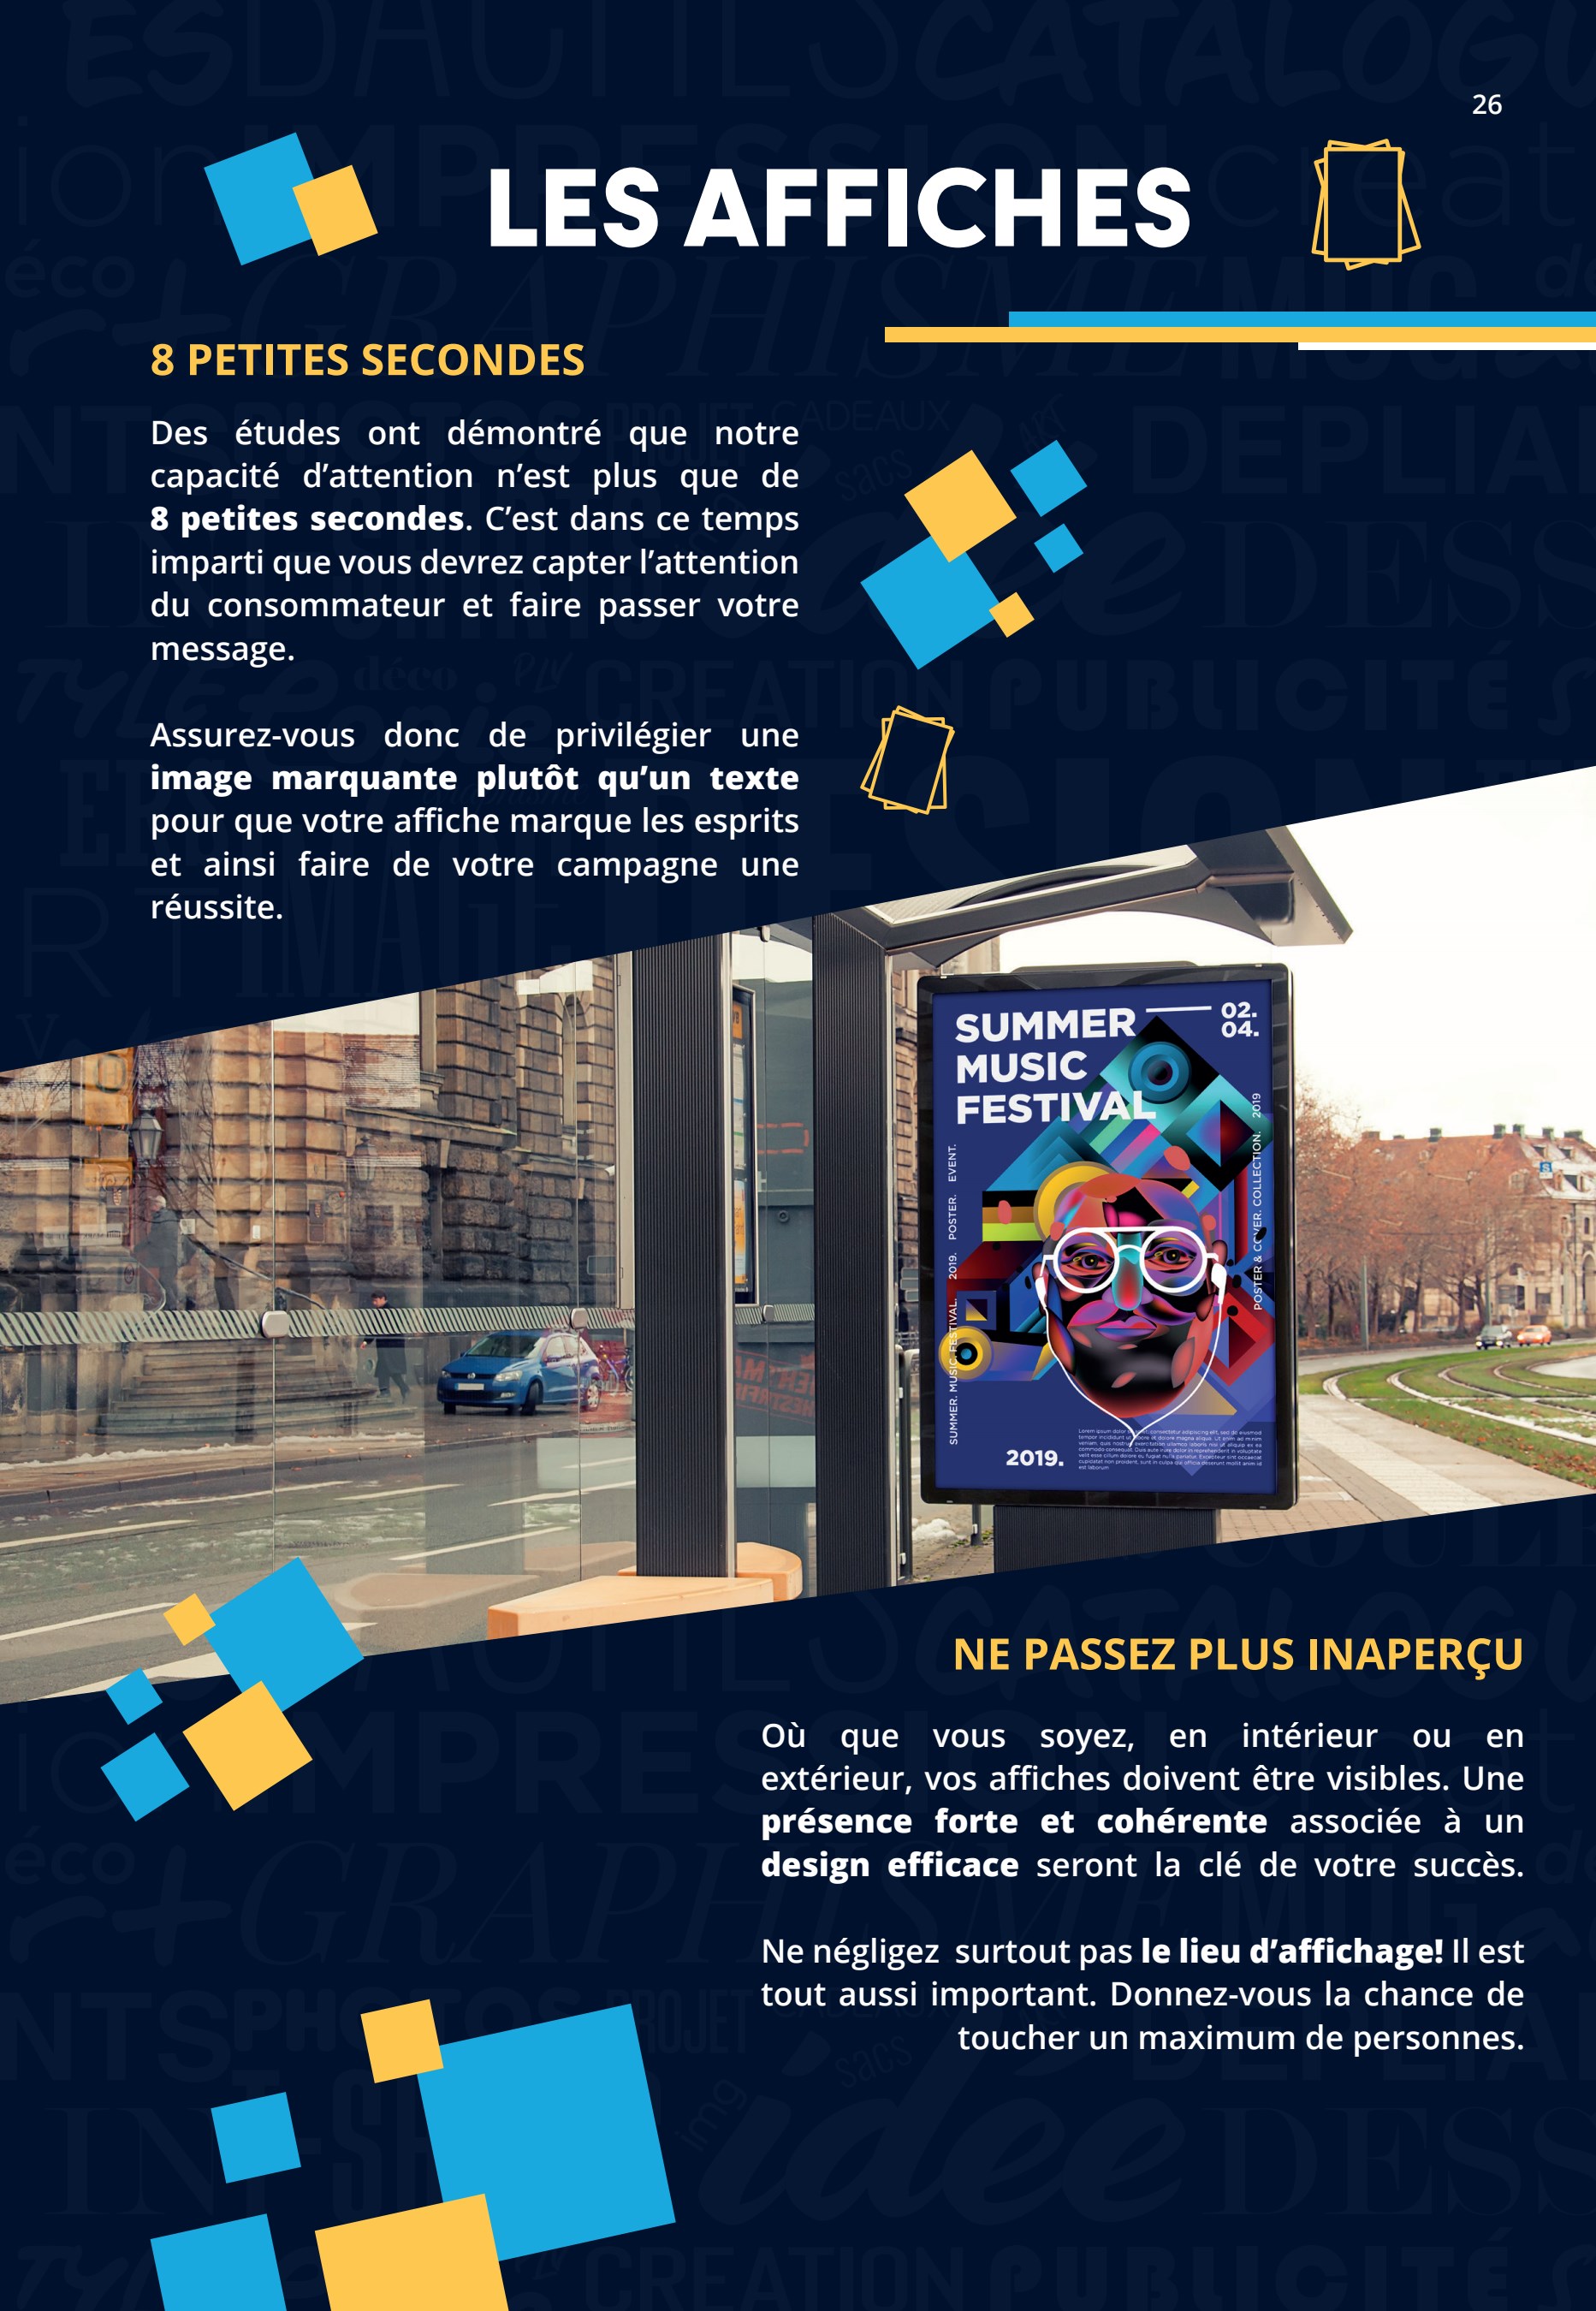 26
LES AFFICHES
8 PETITES SECONDES
Des études ont démontré que notre
capacité d’attention n’est plus que de
8 petites secondes. C’est dans ce temps
imparti que vous devrez capter l’attention
du consommateur et faire passer votre
message.
Assurez-vous donc de privilégier une
image marquante plutôt qu’un texte
pour que votre affiche marque les esprits
et ainsi faire de votre campagne une
réussite.
SUMMER
MUSIC
FESTIVAL
02.
04.
SUMMER. MUSIC. FESTIVAL. 2019. POSTER. EVENT.
POSTER & COVER. COLLECTION. 2019
2019.
NE PASSEZ PLUS INAPERÇU
Où que vous soyez, en intérieur ou en
extérieur, vos affiches doivent être visibles. Une
présence forte et cohérente associée à un
design efficace seront la clé de votre succès.
Ne négligez surtout pas le lieu d’affichage! Il est
tout aussi important. Donnez-vous la chance de
toucher un maximum de personnes.